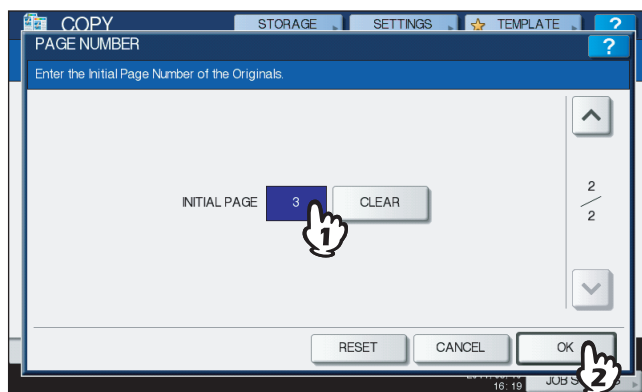 COPY STORAGE SETTINGS TEMPLATE ?
PAGE NUMBER ?
Enter the Initial Page Number of the Originals.
INITIAL PAGE 3 CLEAR
1
2
2
RESET CANCEL OK
2
16:19 JOB S